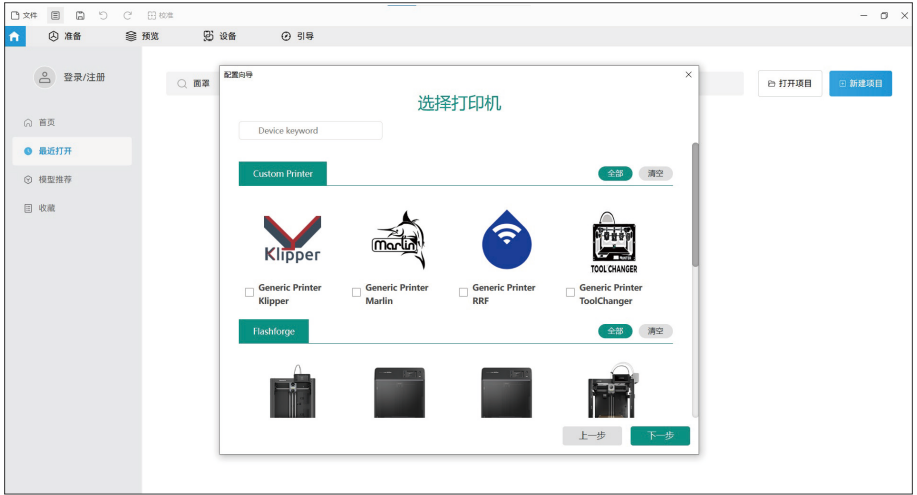 文件
校准
准备
预览
设备
引导
登录/注册
首页
最近打开
模型推荐
收藏
面罩
打开项目
新建项目
配置向导
选择打印机
Device keyword
Custom Printer
全部
清空
Klipper
Marlin
TOOL CHANGER
Generic Printer
Klipper
Generic Printer
Marlin
Generic Printer
RRF
Generic Printer
ToolChanger
Flashforge
全部
清空
上一步
下一步